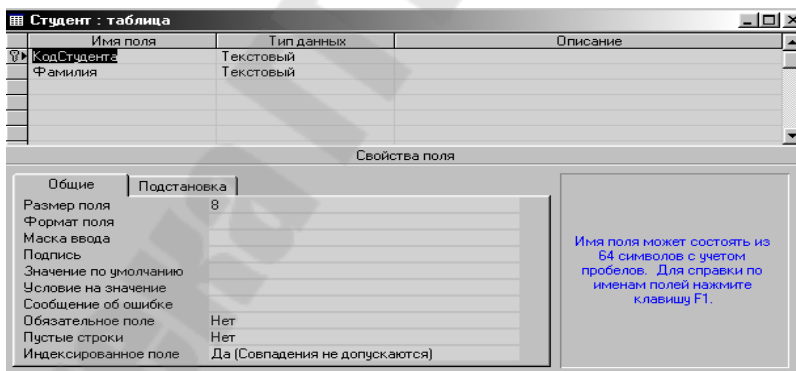 Студент : таблица
Имя поля Тип данных Описание
КодСтудента Текстовый
Фамилия Текстовый
Свойства поля
Общие Подстановка
Размер поля 8
Формат поля
Маска ввода
Подпись
Значение по умолчанию
Условие на значение
Сообщение об ошибке
Обязательное поле Нет
Пустые строки Нет
Индексированное поле Да (Совпадения не допускаются)
Имя поля может состоять из
64 символов с учетом
пробелов. Для справки по
именам полей нажмите
клавишу F1.